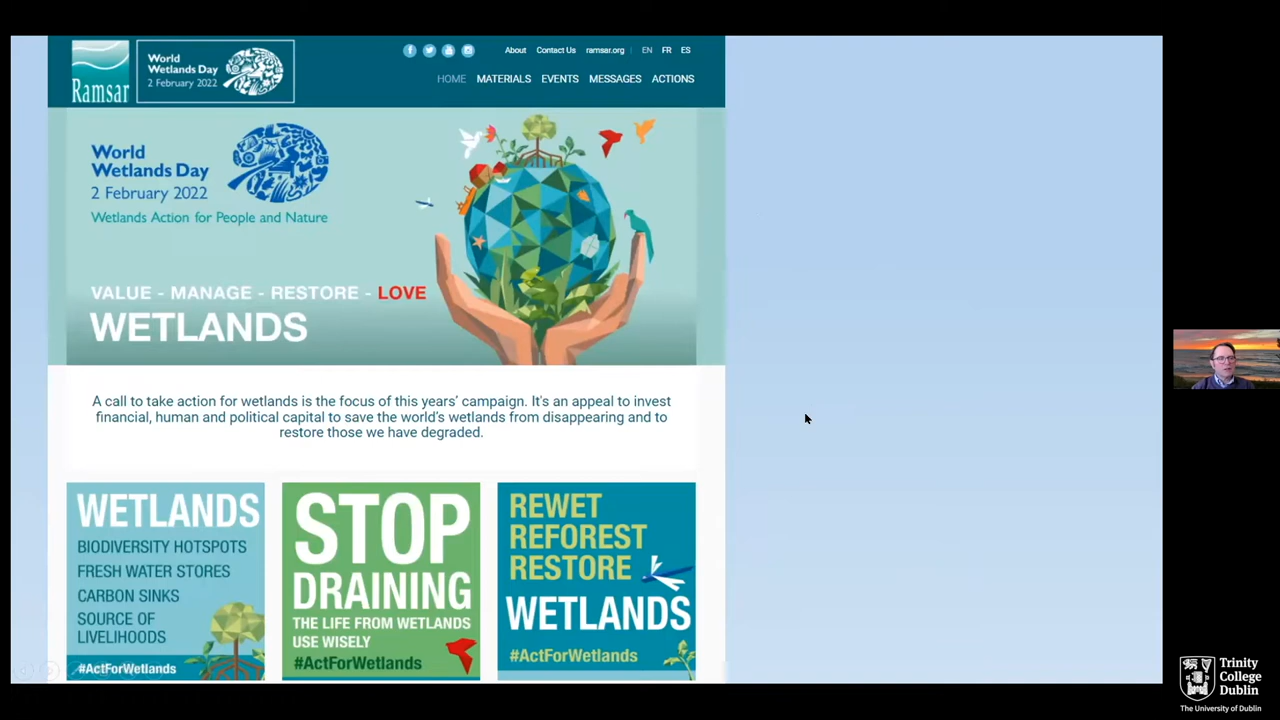 Ramsar
World
Wetlands Day
2 February 2022
About Contact Us ramsar.org | EN FR ES
HOME MATERIALS EVENTS MESSAGES ACTIONS
World
Wetlands Day
2 February 2022
Wetlands Action for People and Nature
VALUE - MANAGE - RESTORE - LOVE
WETLANDS
A call to take action for wetlands is the focus of this years' campaign. It's an appeal to invest
financial, human and political capital to save the world's wetlands from disappearing and to
restore those we have degraded.
WETLANDS
BIODIVERSITY HOTSPOTS
FRESH WATER STORES
CARBON SINKS
SOURCE OF
LIVELIHOODS
#ActForWetlands
STOP
DRAINING
THE LIFE FROM WETLANDS
USE WISELY
#ActForWetlands
REWET
REFOREST
RESTORE
WETLANDS
#ActForWetlands
Trinity
College
Dublin
The University of Dublin